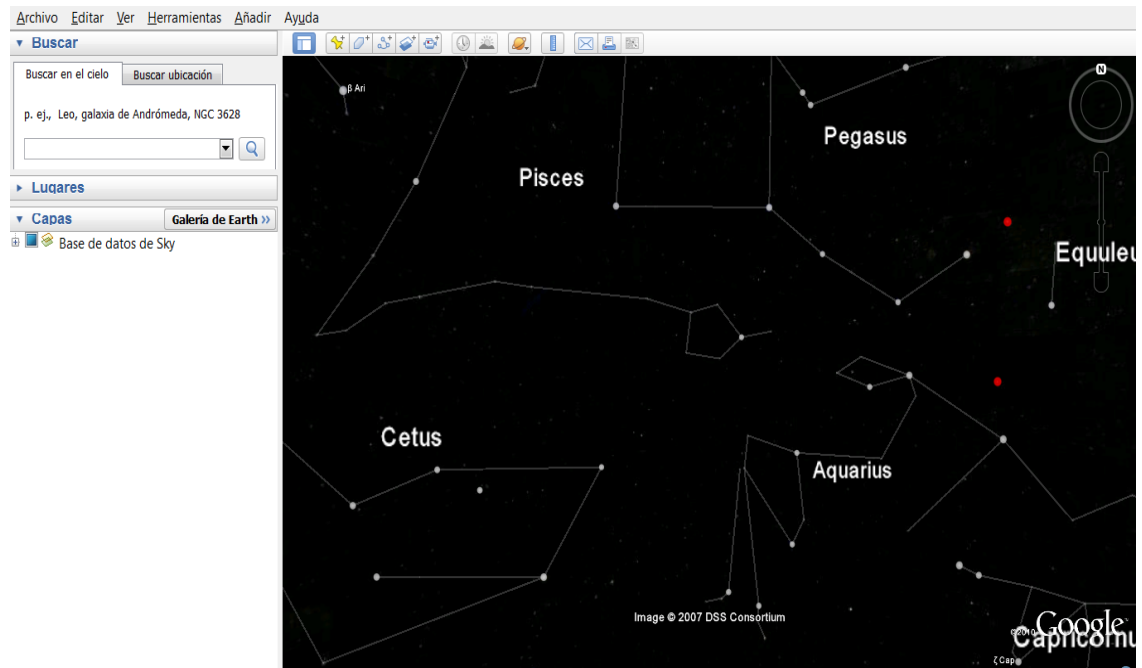 Archivo Editar Ver Herramientas Añadir Ayuda
Buscar
Buscar en el cielo Buscar ubicación
p. ej., Leo, galaxia de Andrómeda, NGC 3628
Lugares
Capas Galería de Earth »
Base de datos de Sky
N
β Ari
Pegasus
Pisces
Equuleu
Cetus
Aquarius
Image © 2007 DSS Consortium
©2010 Google
Capricornu
ζ Cap